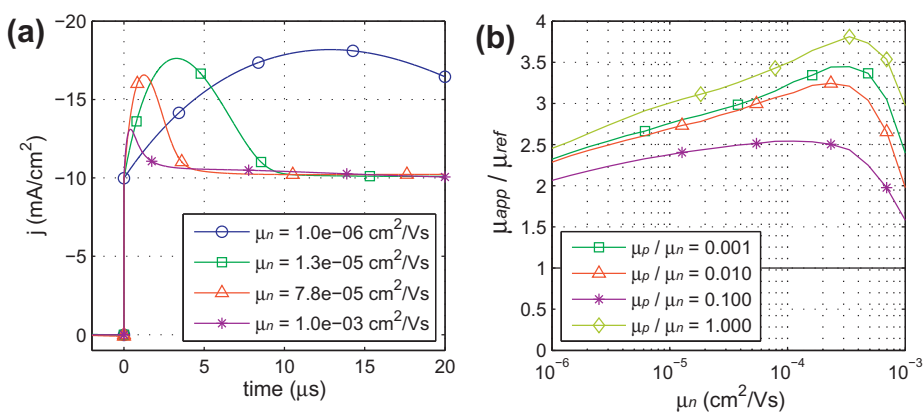 (a)
j (mA/cm²)
−20
−15
−10
−5
0
0 5 10 15 20
time (μs)
μn = 1.0e−06 cm²/Vs
μn = 1.3e−05 cm²/Vs
μn = 7.8e−05 cm²/Vs
μn = 1.0e−03 cm²/Vs
(b)
μapp / μref
4
3.5
3
2.5
2
1.5
1
0.5
0
10⁻⁶ 10⁻⁵ 10⁻⁴ 10⁻³
μn (cm²/Vs)
μp / μn = 0.001
μp / μn = 0.010
μp / μn = 0.100
μp / μn = 1.000